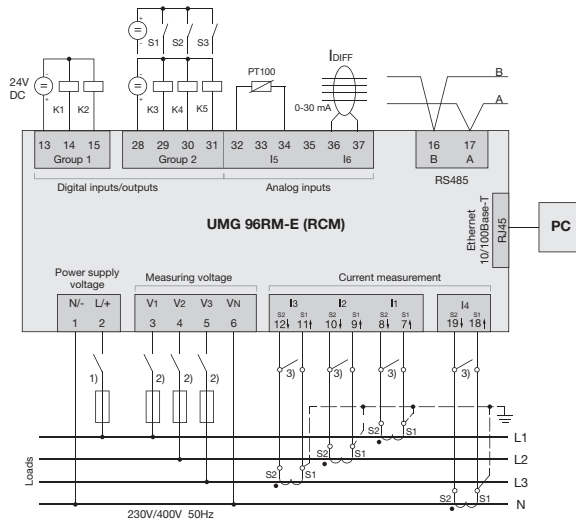 S1 S2 S3
24V DC
K1 K2
K3 K4 K5
PT100
IDIFF
0-30 mA
B
A
13 14 15
Group 1
28 29 30 31
Group 2
32 33 34 35 36 37
I5 I6
16 17
B A
Digital inputs/outputs
Analog inputs
RS485
UMG 96RM-E (RCM)
Ethernet 10/100Base-T
RJ45
PC
Power supply voltage
Measuring voltage
Current measurement
N/- L/+
1 2
V1 V2 V3 VN
3 4 5 6
I3 I2 I1
S2 S1 S2 S1 S2 S1
12 11 10 9 8 7
I4
S2 S1
19 18
1)
2) 2) 2)
3) 3) 3) 3)
S2 S1
L1
S2 S1
L2
S2 S1
L3
S2 S1
N
Loads
230V/400V 50Hz